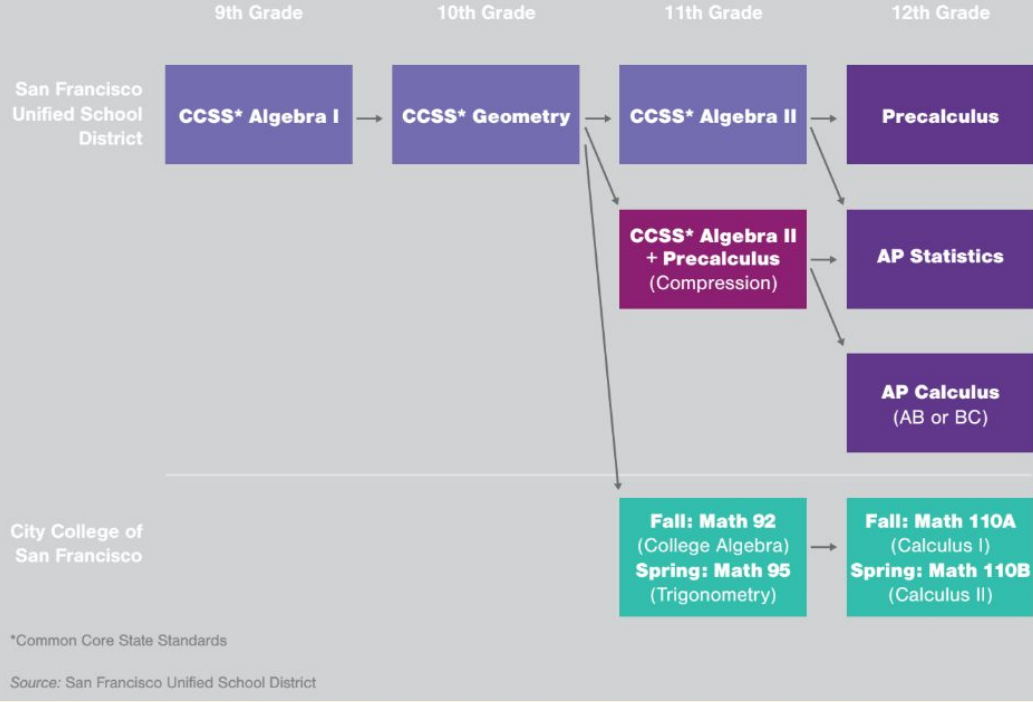 9th Grade
10th Grade
11th Grade
12th Grade
San Francisco
Unified School
District
CCSS* Algebra I
CCSS* Geometry
CCSS* Algebra II
Precalculus
CCSS* Algebra II
+ Precalculus
(Compression)
AP Statistics
AP Calculus
(AB or BC)
City College of
San Francisco
Fall: Math 92
(College Algebra)
Spring: Math 95
(Trigonometry)
Fall: Math 110A
(Calculus I)
Spring: Math 110B
(Calculus II)
*Common Core State Standards
Source: San Francisco Unified School District